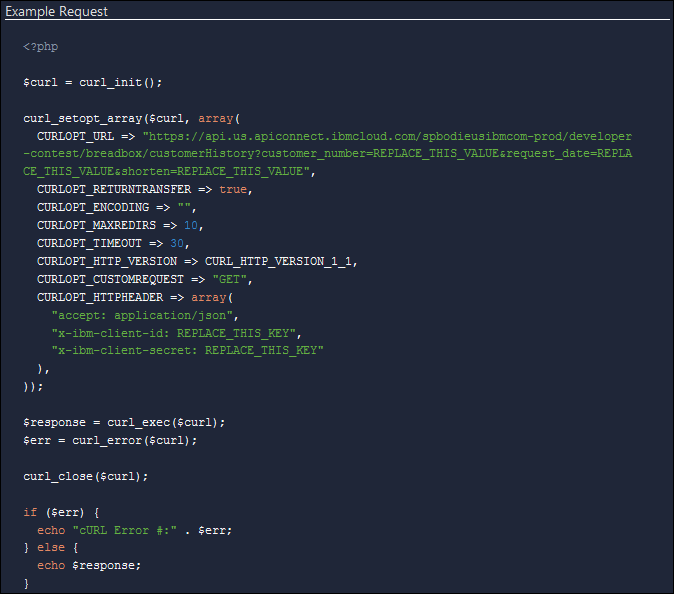 Example Request
<?php
$curl = curl_init();
curl_setopt_array($curl, array(
CURLOPT_URL => "https://api.us.apiconnect.ibmcloud.com/spbodieusibmcom-prod/developer
-contest/breadbox/customerHistory?customer_number=REPLACE_THIS_VALUE&request_date=REPLA
CE_THIS_VALUE&shorten=REPLACE_THIS_VALUE",
CURLOPT_RETURNTRANSFER => true,
CURLOPT_ENCODING => "",
CURLOPT_MAXREDIRS => 10,
CURLOPT_TIMEOUT => 30,
CURLOPT_HTTP_VERSION => CURL_HTTP_VERSION_1_1,
CURLOPT_CUSTOMREQUEST => "GET",
CURLOPT_HTTPHEADER => array(
"accept: application/json",
"x-ibm-client-id: REPLACE_THIS_KEY",
"x-ibm-client-secret: REPLACE_THIS_KEY"
),
));
$response = curl_exec($curl);
$err = curl_error($curl);
curl_close($curl);
if ($err) {
echo "cURL Error #:" . $err;
} else {
echo $response;
}